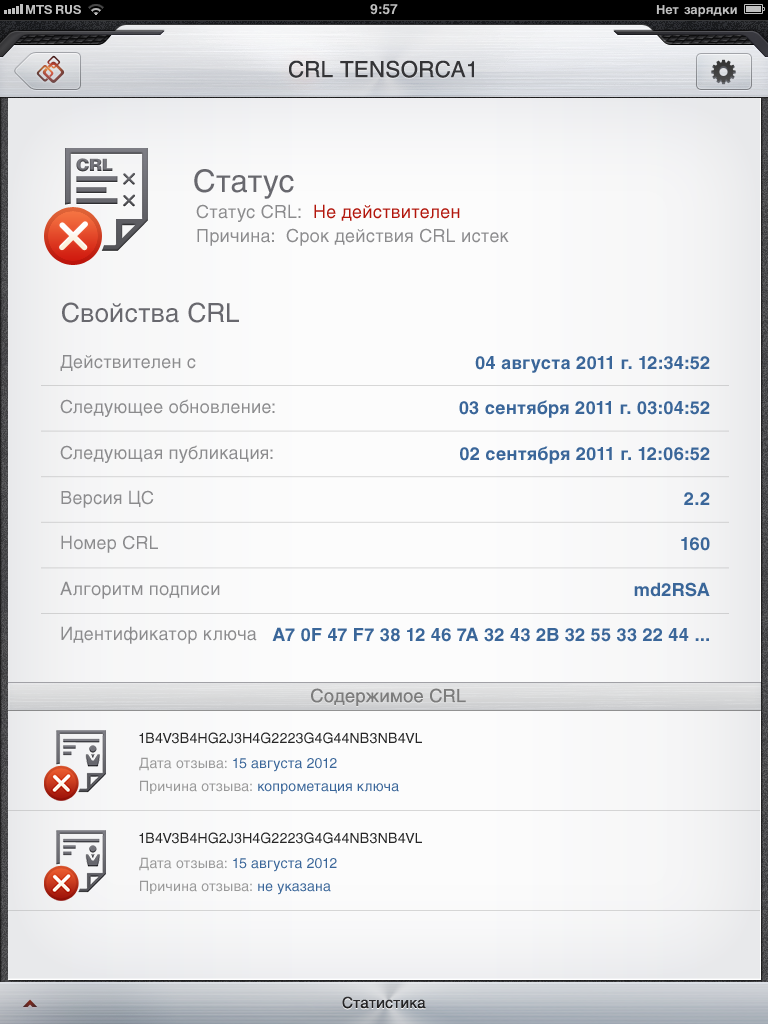 MTS RUS 9:57 Нет зарядки
CRL TENSORCA1
CRL
Статус
Статус CRL: Не действителен
Причина: Срок действия CRL истек
Свойства CRL
Действителен с 04 августа 2011 г. 12:34:52
Следующее обновление: 03 сентября 2011 г. 03:04:52
Следующая публикация: 02 сентября 2011 г. 12:06:52
Версия ЦС 2.2
Номер CRL 160
Алгоритм подписи md2RSA
Идентификатор ключа A7 0F 47 F7 38 12 46 7A 32 43 2B 32 55 33 22 44 ...
Содержимое CRL
1B4V3B4HG2J3H4G2223G4G44NB3NB4VL
Дата отзыва: 15 августа 2012
Причина отзыва: копрометация ключа
1B4V3B4HG2J3H4G2223G4G44NB3NB4VL
Дата отзыва: 15 августа 2012
Причина отзыва: не указана
Статистика